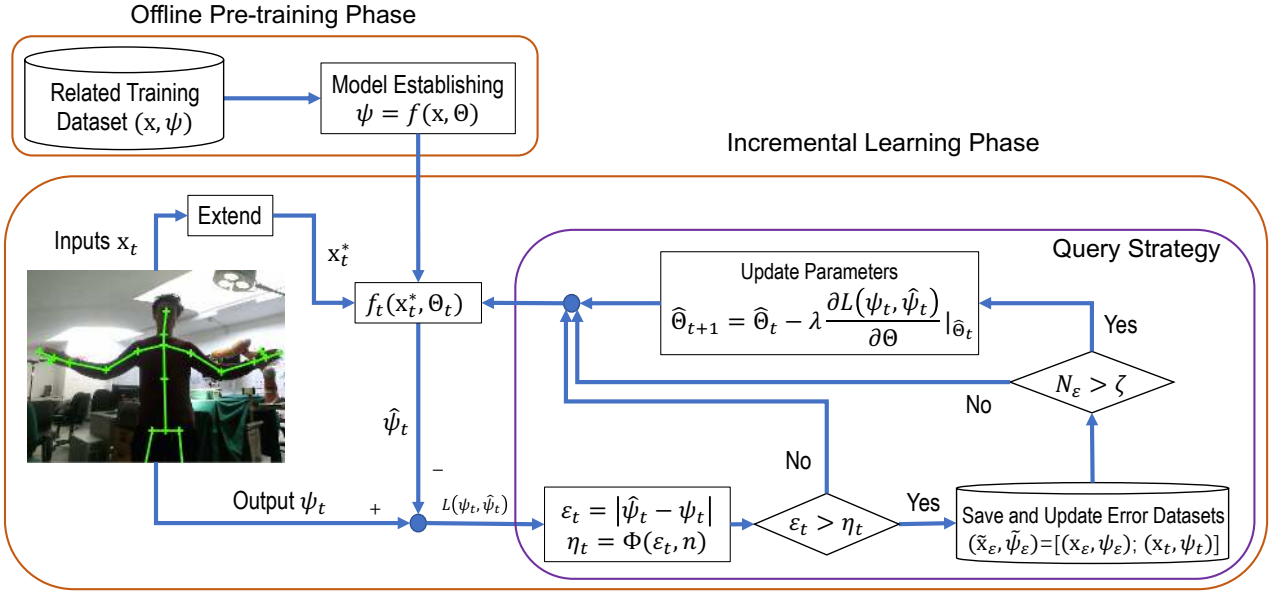 Offline Pre-training Phase
Related Training
Dataset (x, ψ)
Model Establishing
ψ = f(x, Θ)
Incremental Learning Phase
Extend
Inputs x_t
x_t^*
Query Strategy
Update Parameters
Θ̂_{t+1} = Θ̂_t − λ ∂L(ψ_t, ψ̂_t)/∂Θ |_{Θ̂_t}
f_t(x_t^*, Θ_t)
Yes
N_ε > ζ
No
ψ̂_t
−
No
Output ψ_t
+
L(ψ_t, ψ̂_t)
ε_t = |ψ̂_t − ψ_t|
η_t = Φ(ε_t, n)
ε_t > η_t
Yes
Save and Update Error Datasets
(x̃_ε, ψ̃_ε)=[(x_ε, ψ_ε); (x_t, ψ_t)]